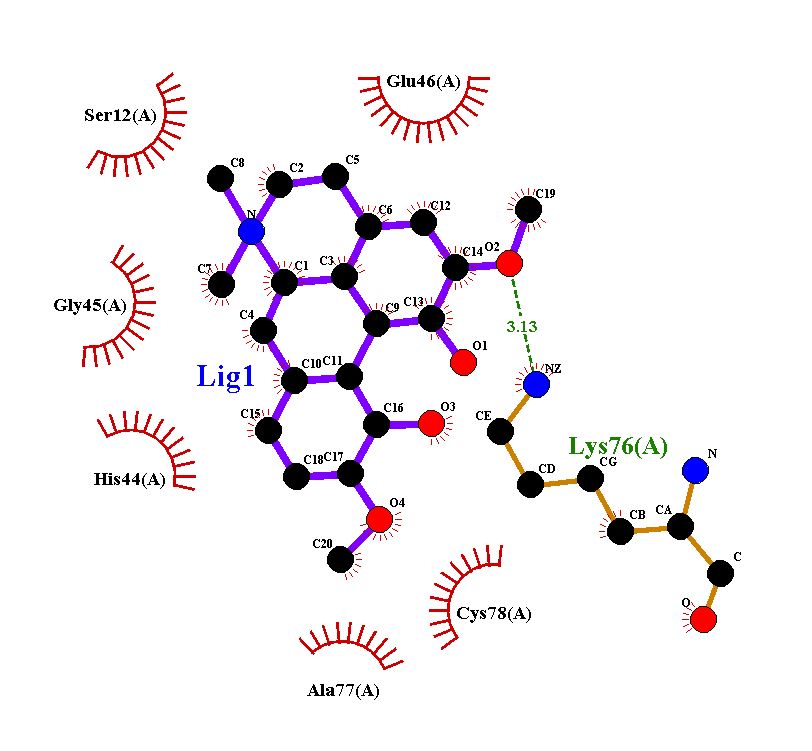 Glu46(A)
Ser12(A)
C8
C2
C5
C19
N
C6
C12
O2
C14
C7
C1
C3
Gly45(A)
C4
C9
C13
3.13
O1
Lig1
C10
C11
NZ
C15
C16
O3
CE
Lys76(A)
His44(A)
C18
C17
CD
CG
N
O4
CB
CA
C20
C
Cys78(A)
O
Ala77(A)